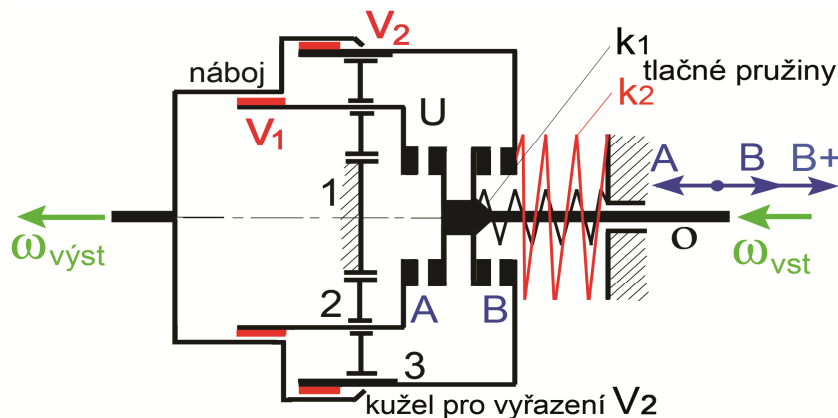 V2
k1
tlačné pružiny
náboj
k2
U
V1
A B B+
1
ωvýst
o
ωvst
2
A B
3
kužel pro vyřazení V2